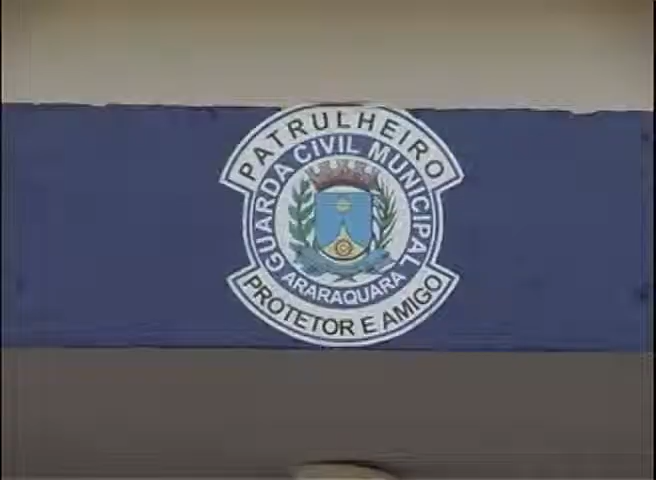 PATRULHEIRO
GUARDA CIVIL MUNICIPAL
ARARAQUARA
PROTETOR E AMIGO